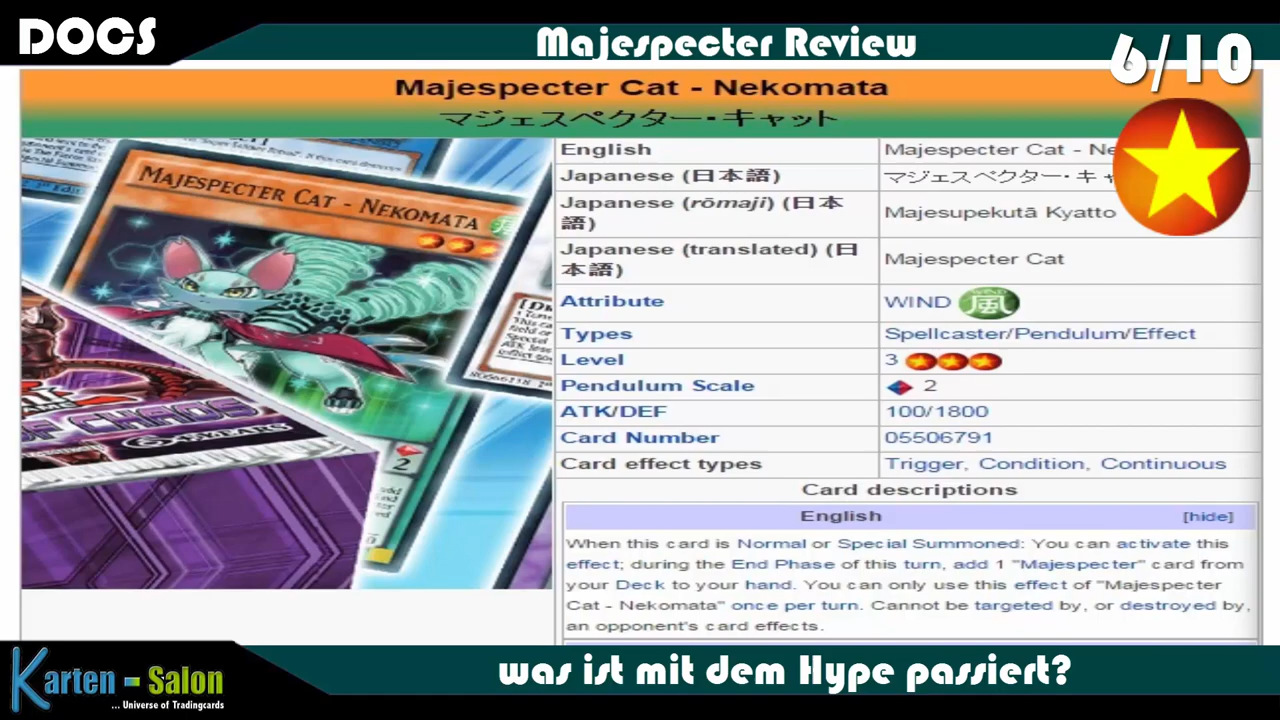 DOCS
Majespecter Review
6/10
Majespecter Cat - Nekomata
マジェスペクター・キャット
MAJESPECTER CAT - NEKOMATA
2
OF CHAOS
English
Majespecter Cat - Ne
Japanese (日本語)
マジェスペクター・キャ
Japanese (rōmaji) (日本
語)
Majesupekutā Kyatto
Japanese (translated) (日
本語)
Majespecter Cat
Attribute
WIND
WIND
風
Types
Spellcaster/Pendulum/Effect
Level
3
Pendulum Scale
2
ATK/DEF
100/1800
Card Number
05506791
Card effect types
Trigger, Condition, Continuous
Card descriptions
English
[hide]
When this card is Normal or Special Summoned: You can activate this
effect; during the End Phase of this turn, add 1 "Majespecter" card from
your Deck to your hand. You can only use this effect of "Majespecter
Cat - Nekomata" once per turn. Cannot be targeted by, or destroyed by,
an opponent's card effects.
Karten - Salon
... Universe of Tradingcards
was ist mit dem Hype passiert?